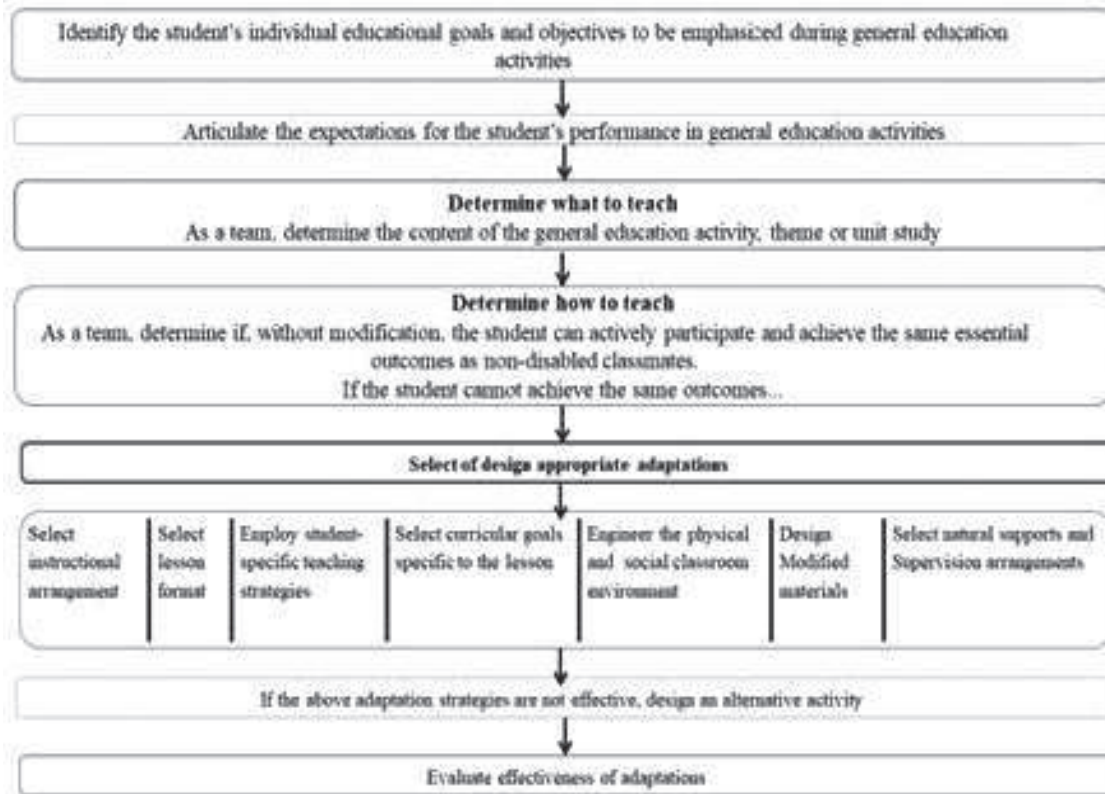 Identify the student's individual educational goals and objectives to be emphasized during general education
activities
Articulate the expectations for the student's performance in general education activities
Determine what to teach
As a team, determine the content of the general education activity, theme or unit study
Determine how to teach
As a team, determine if, without modification, the student can actively participate and achieve the same essential
outcomes as non-disabled classmates.
If the student cannot achieve the same outcomes...
Select of design appropriate adaptations
Select
instructional
arrangement
Select
lesson
format
Employ student-
specific teaching
strategies
Select curricular goals
specific to the lesson
Engineer the physical
and social classroom
environment
Design
Modified
materials
Select natural supports and
Supervision arrangements
If the above adaptation strategies are not effective, design an alternative activity
Evaluate effectiveness of adaptations